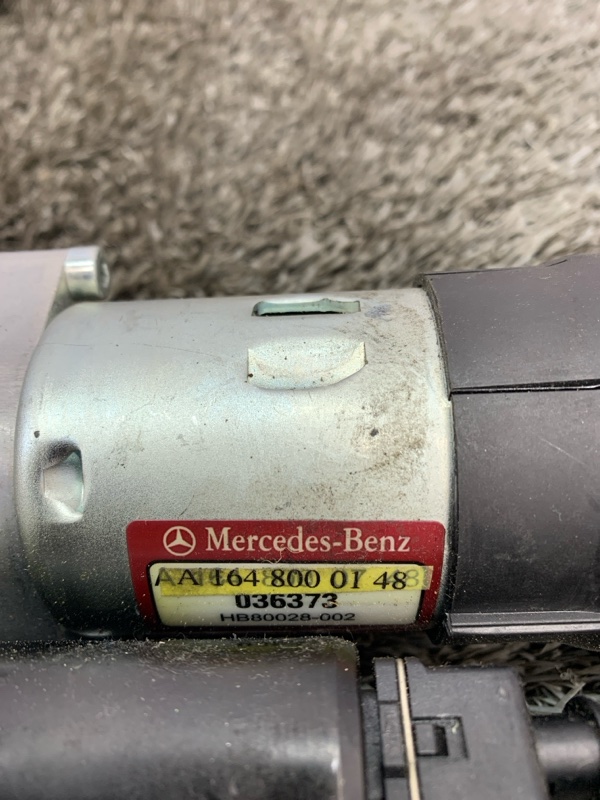 Mercedes-Benz
AA 164 800 01 48
036373
HB80028-002